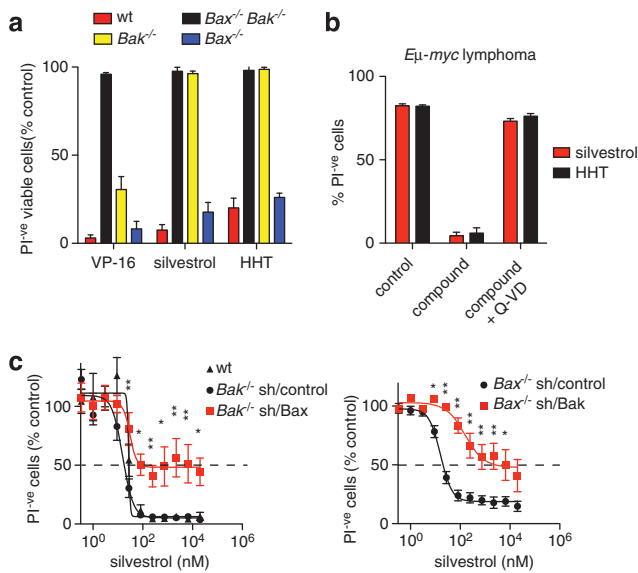 a
wt
Bax-/- Bak-/-
Bak-/-
Bax-/-
PI-ve viable cells(% control)
100
50
0
VP-16
silvestrol
HHT
b
Eμ-myc lymphoma
% PI-ve cells
100
50
0
control
compound
compound
+ Q-VD
silvestrol
HHT
c
wt
Bak-/- sh/control
Bak-/- sh/Bax
PI-ve cells (% control)
150
100
50
0
** * ** * ** ** *
10^0
10^2
10^4
10^6
silvestrol (nM)
Bax-/- sh/control
Bax-/- sh/Bak
PI-ve cells (% control)
150
100
50
0
* ** ** ** ** ** *
10^0
10^2
10^4
10^6
silvestrol (nM)